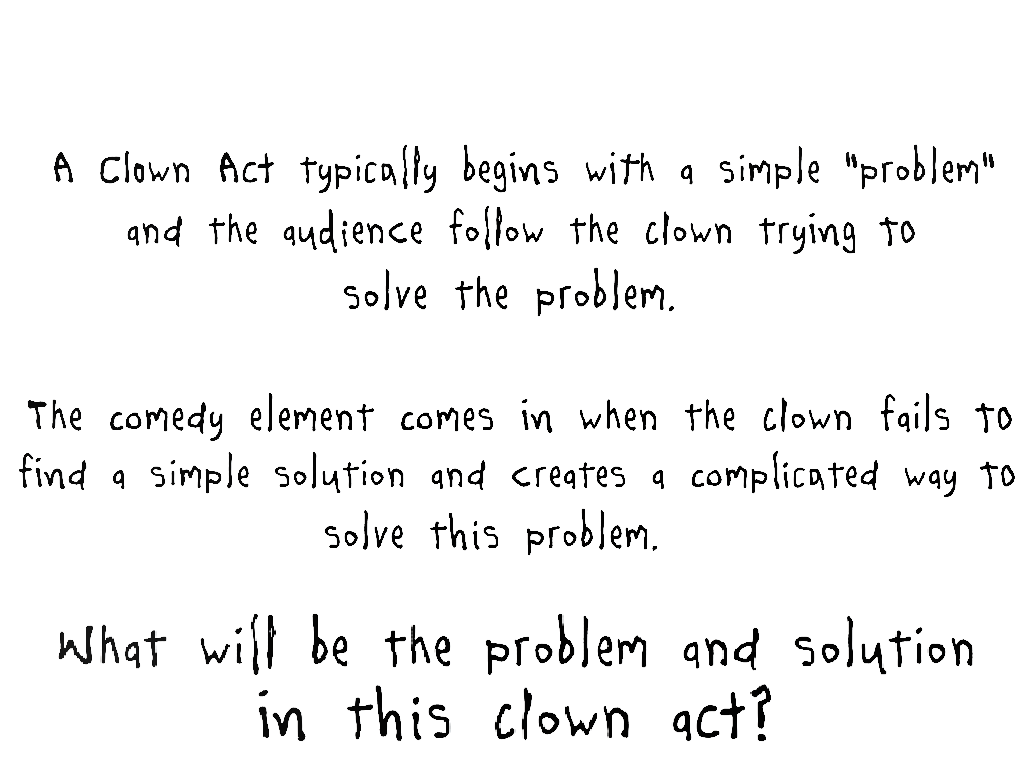 A Clown Act typically begins with a simple "problem"
and the audience follow the clown trying to
solve the problem.
The comedy element comes in when the clown fails to
find a simple solution and creates a complicated way to
solve this problem.
What will be the problem and solution
in this clown act?